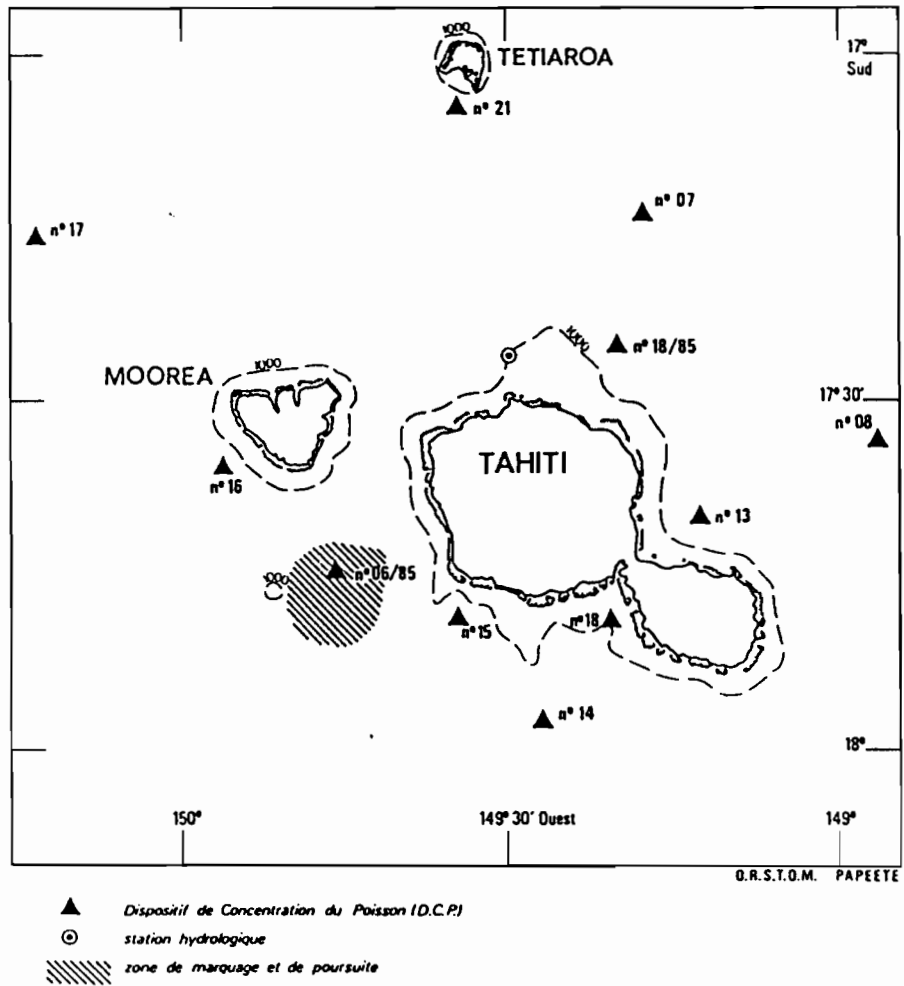 1000
TETIAROA
17°
Sud
n° 21
n° 07
n° 17
1000
n° 18/85
1000
MOOREA
17° 30'
n° 08
TAHITI
n° 16
n° 13
1000
n° 06/85
n° 15
n° 18
n° 14
18°
150°
149° 30' Ouest
149°
O.R.S.T.O.M. PAPEETE
Dispositif de Concentration du Poisson (D.C.P.)
station hydrologique
zone de marquage et de poursuite